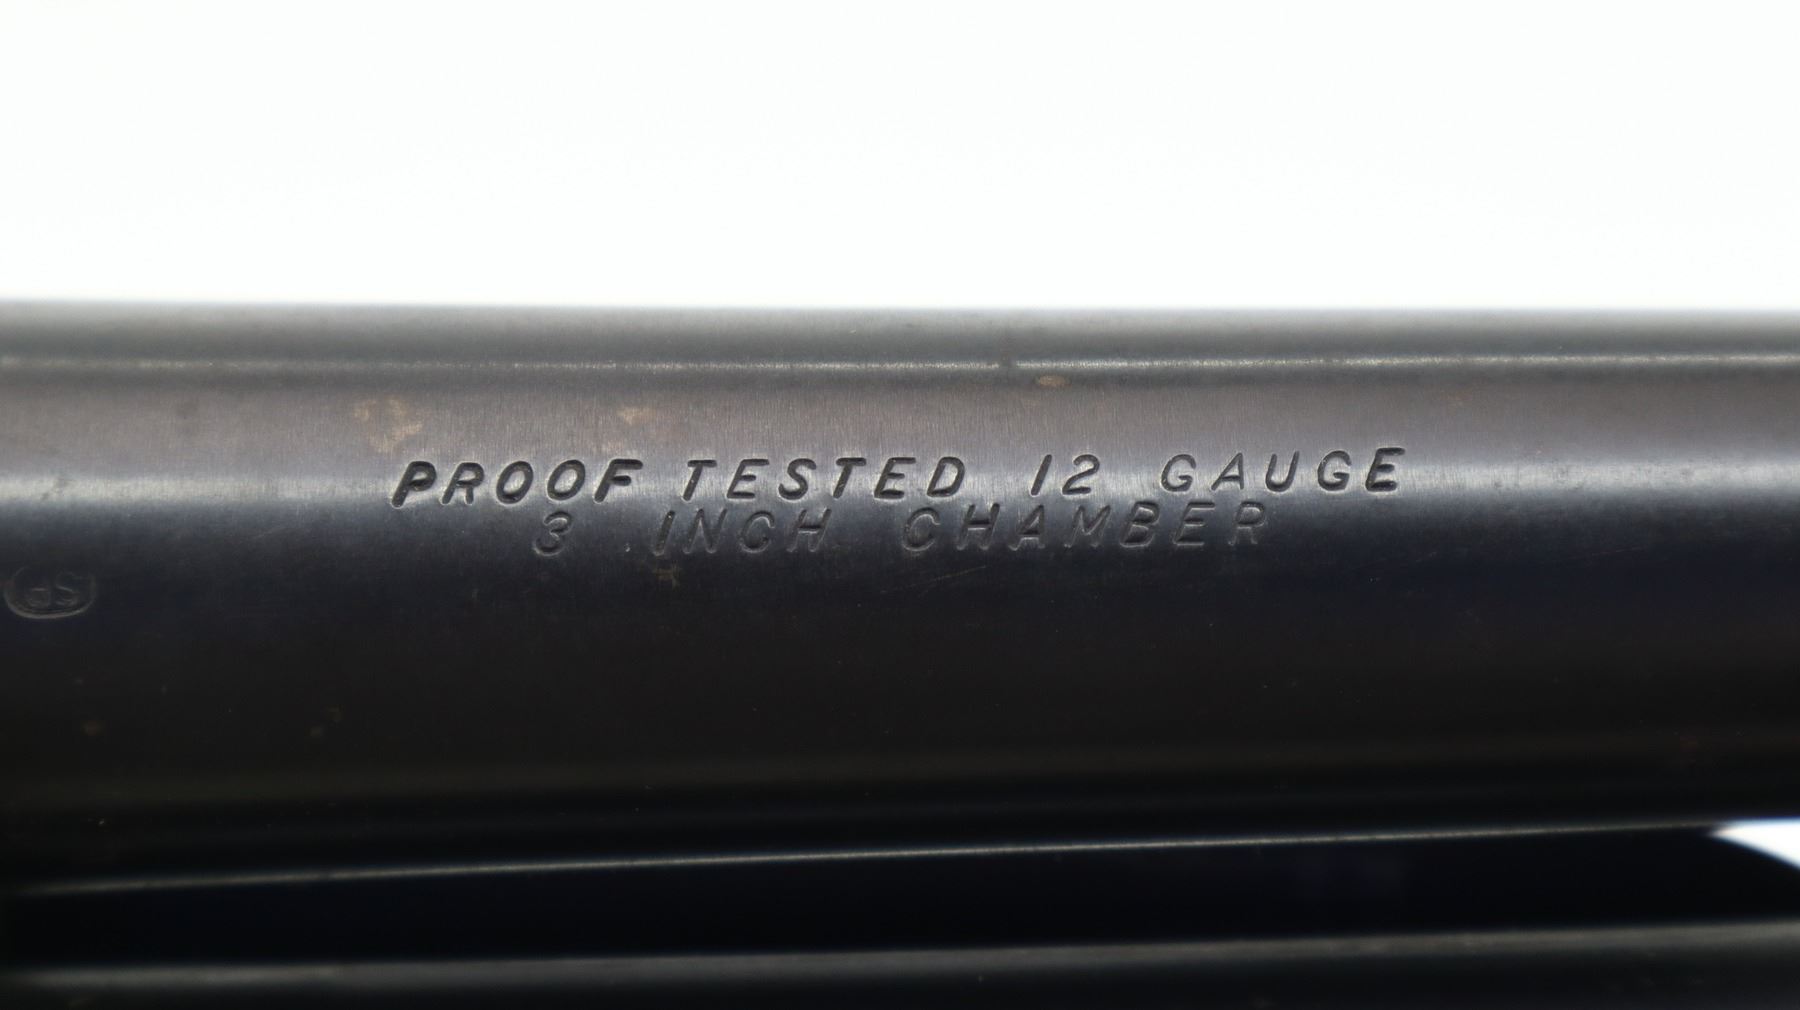 PROOF TESTED 12 GAUGE
3 INCH CHAMBER